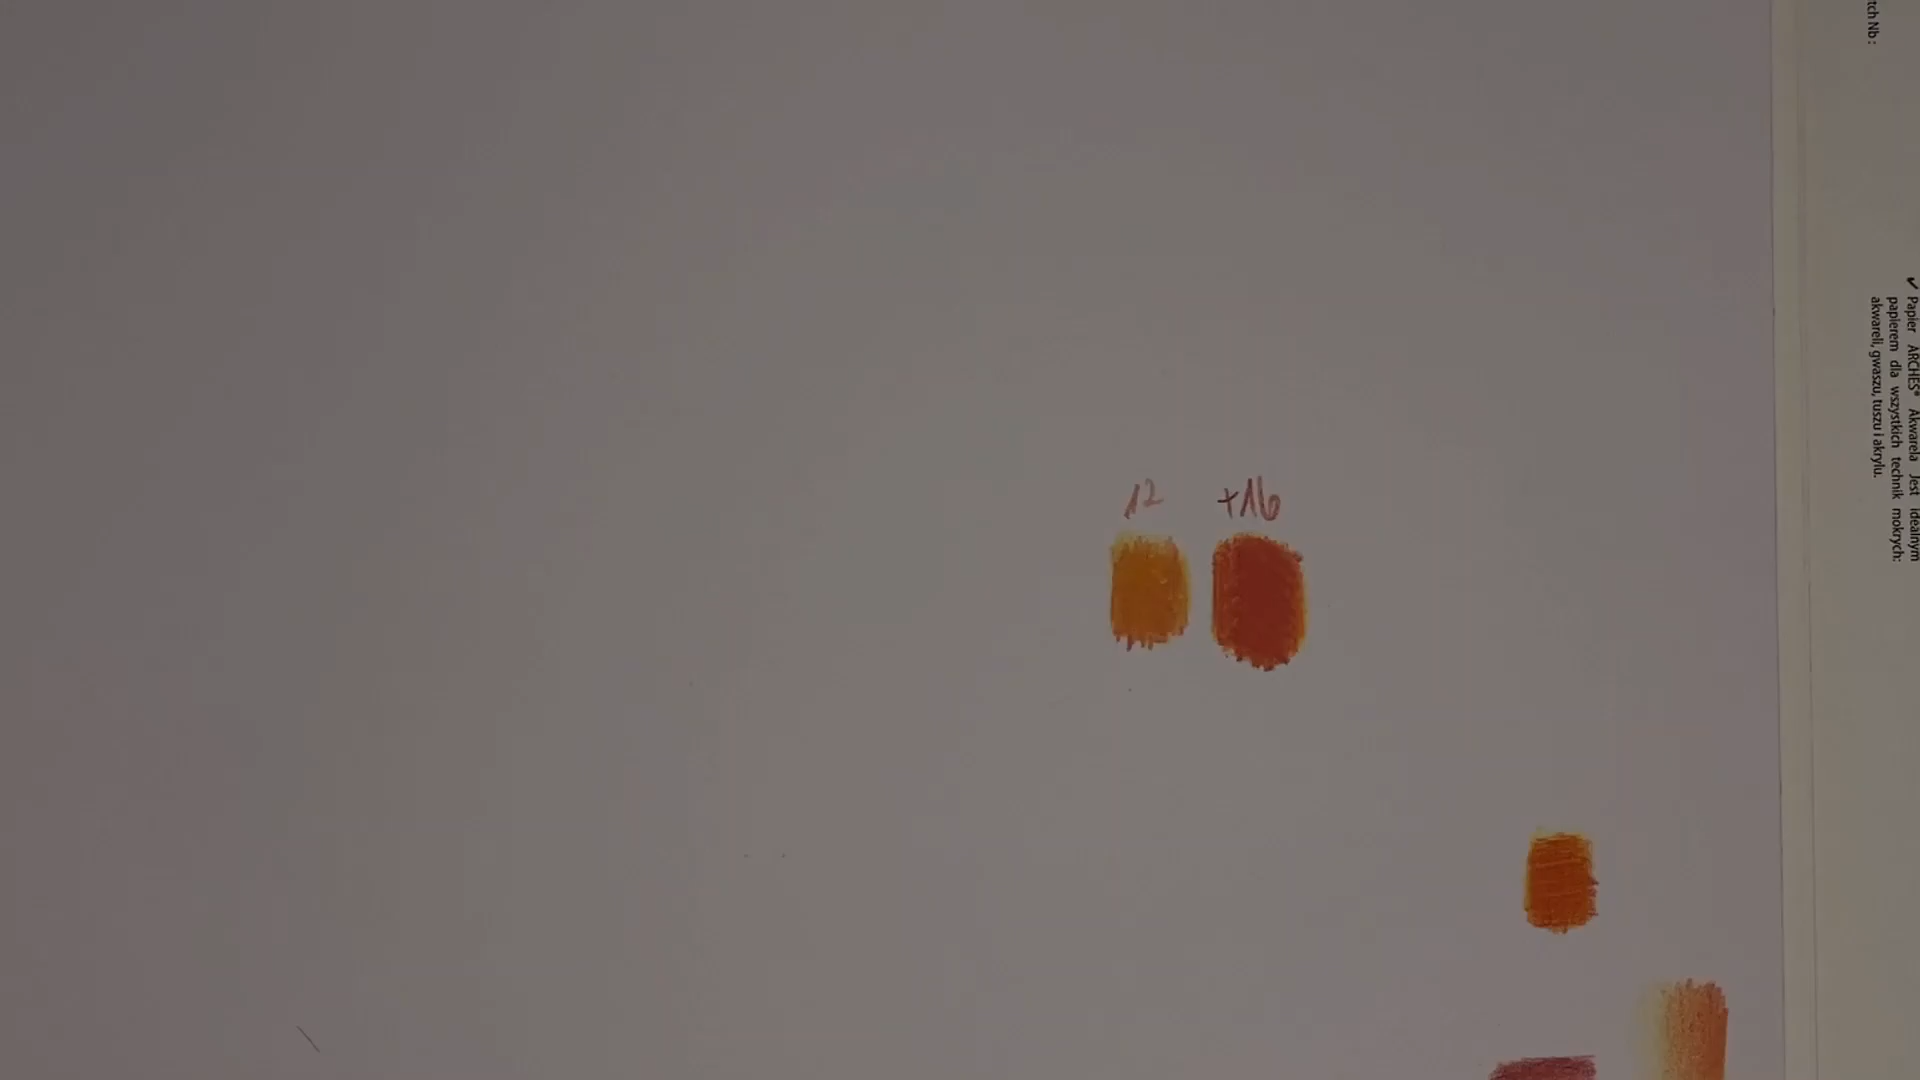 tch Nb :
✔ Papier ARCHES® Akwarela Jest idealnym
papierem dla wszystkich technik mokrych:
akwareli, gwaszu, tuszu i akrylu.
12 +16